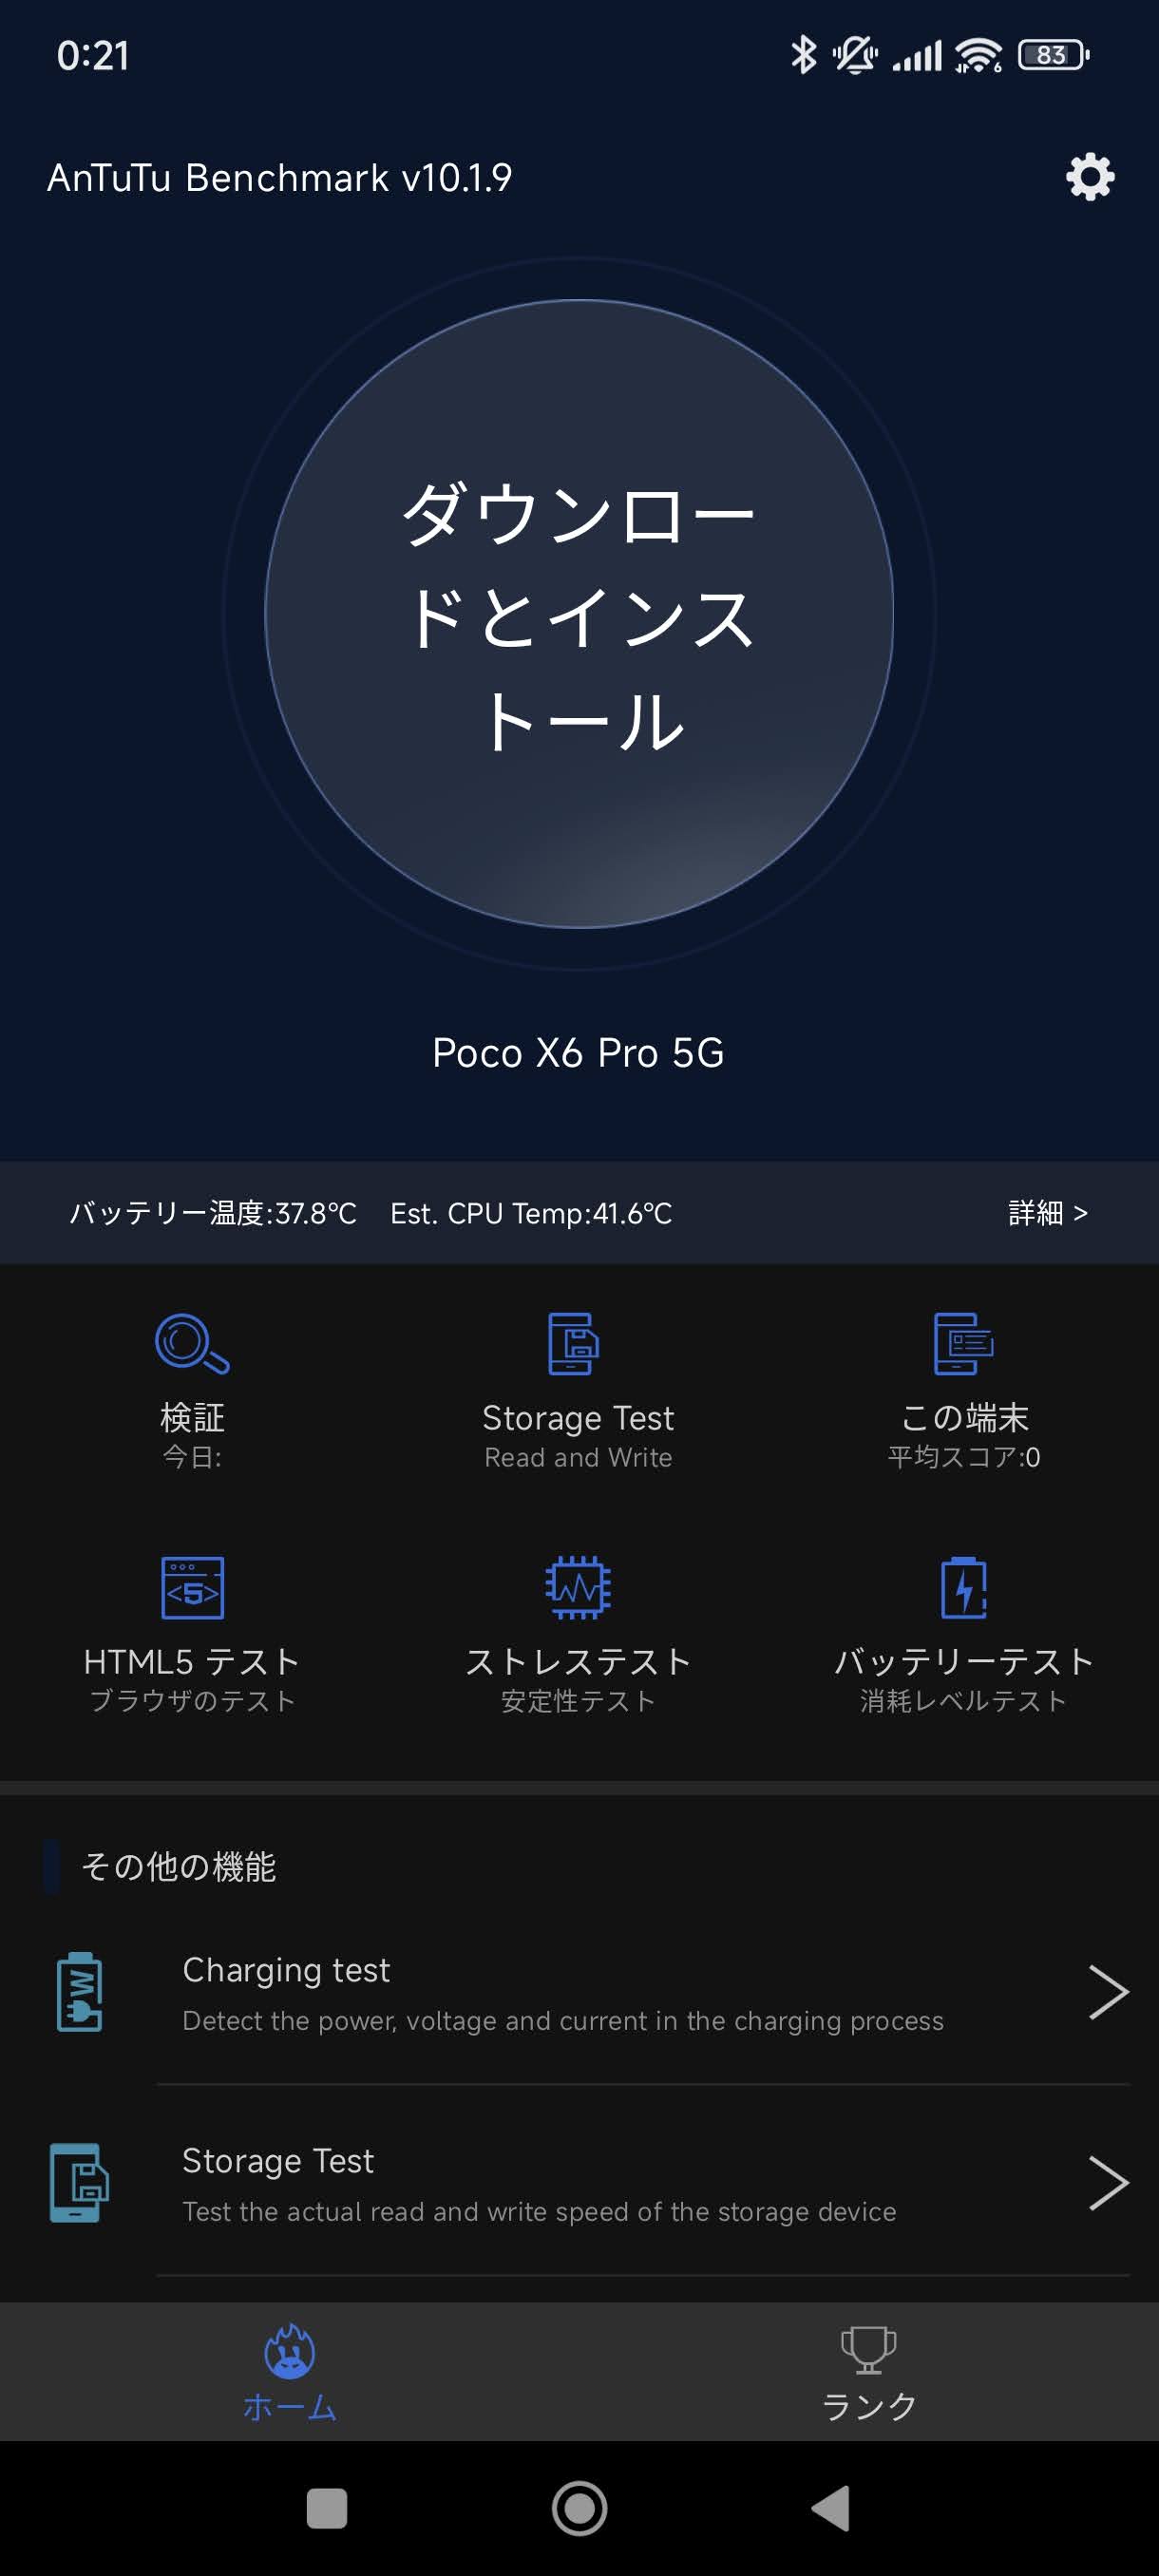 0:21
6
83
AnTuTu Benchmark v10.1.9
ダウンロー
ドとインス
トール
Poco X6 Pro 5G
バッテリー温度:37.8℃ Est. CPU Temp:41.6℃ 詳細 >
検証 Storage Test この端末
今日: Read and Write 平均スコア:0
<5>
HTML5 テスト ストレステスト バッテリーテスト
ブラウザのテスト 安定性テスト 消耗レベルテスト
その他の機能
W
Charging test
Detect the power, voltage and current in the charging process
Storage Test
Test the actual read and write speed of the storage device
ホーム ランク